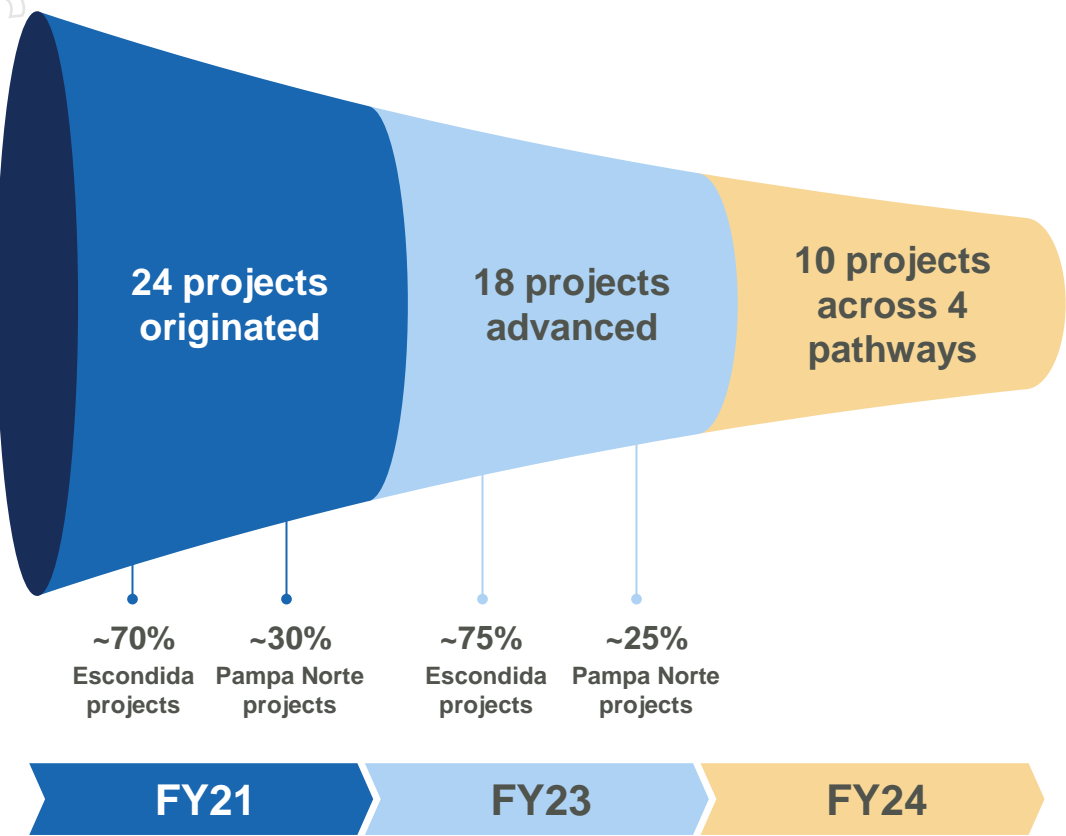 24 projects
originated
18 projects
advanced
10 projects
across 4
pathways
~70%
Escondida
projects
~30%
Pampa Norte
projects
~75%
Escondida
projects
~25%
Pampa Norte
projects
FY21
FY23
FY24